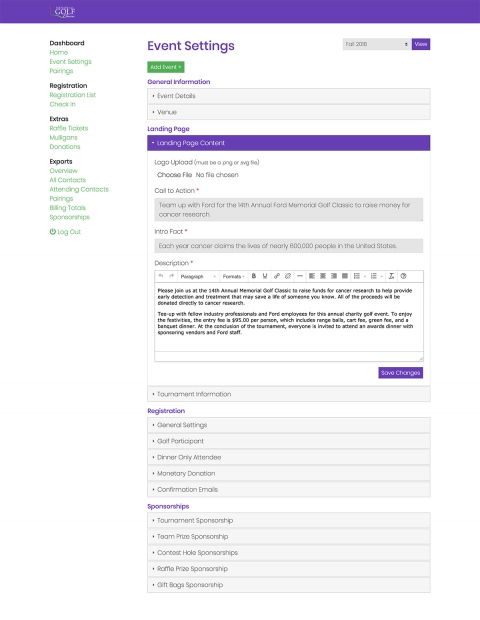 GOLF
Dashboard
Home
Event Settings
Pairings
Registration
Registration List
Check In
Extras
Raffle Tickets
Mulligans
Donations
Exports
Overview
All Contacts
Attending Contacts
Pairings
Billing Totals
Sponsorships
Log Out
Event Settings
Fall 2018
View
Add Event +
General Information
Event Details
Venue
Landing Page
Landing Page Content
Logo Upload (must be a .png or .svg file)
Choose File No file chosen
Call to Action *
Team up with Ford for the 14th Annual Ford Memorial Golf Classic to raise money for
cancer research.
Intro Fact *
Each year cancer claims the lives of nearly 600,000 people in the United States.
Description *
Paragraph Formats B U
Please join us at the 14th Annual Memorial Golf Classic to raise funds for cancer research to help provide
early detection and treatment that may save a life of someone you know. All of the proceeds will be
donated directly to cancer research.
Tee-up with fellow industry professionals and Ford employees for this annual charity golf event. To enjoy
the festivities, the entry fee is $95.00 per person, which includes range balls, cart fee, green fee, and a
banquet dinner. At the conclusion of the tournament, everyone is invited to attend an awards dinner with
sponsoring vendors and Ford staff.
Save Changes
Tournament Information
Registration
General Settings
Golf Participant
Dinner Only Attendee
Monetary Donation
Confirmation Emails
Sponsorships
Tournament Sponsorship
Team Prize Sponsorship
Contest Hole Sponsorships
Raffle Prize Sponsorship
Gift Bags Sponsorship